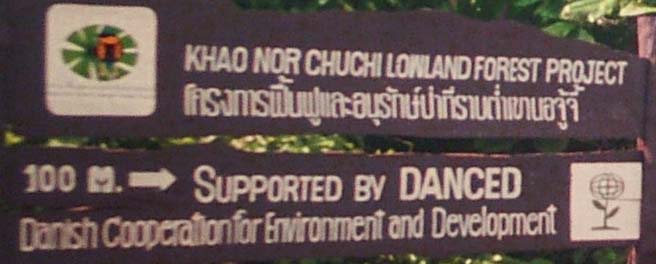 KHAO NOR CHUCHI LOWLAND FOREST PROJECT
โครงการฟื้นฟูและอนุรักษ์ป่าที่ราบต่ำเขานอจู้จี้
100 M. → SUPPORTED BY DANCED
Danish Cooperation for Environment and Development